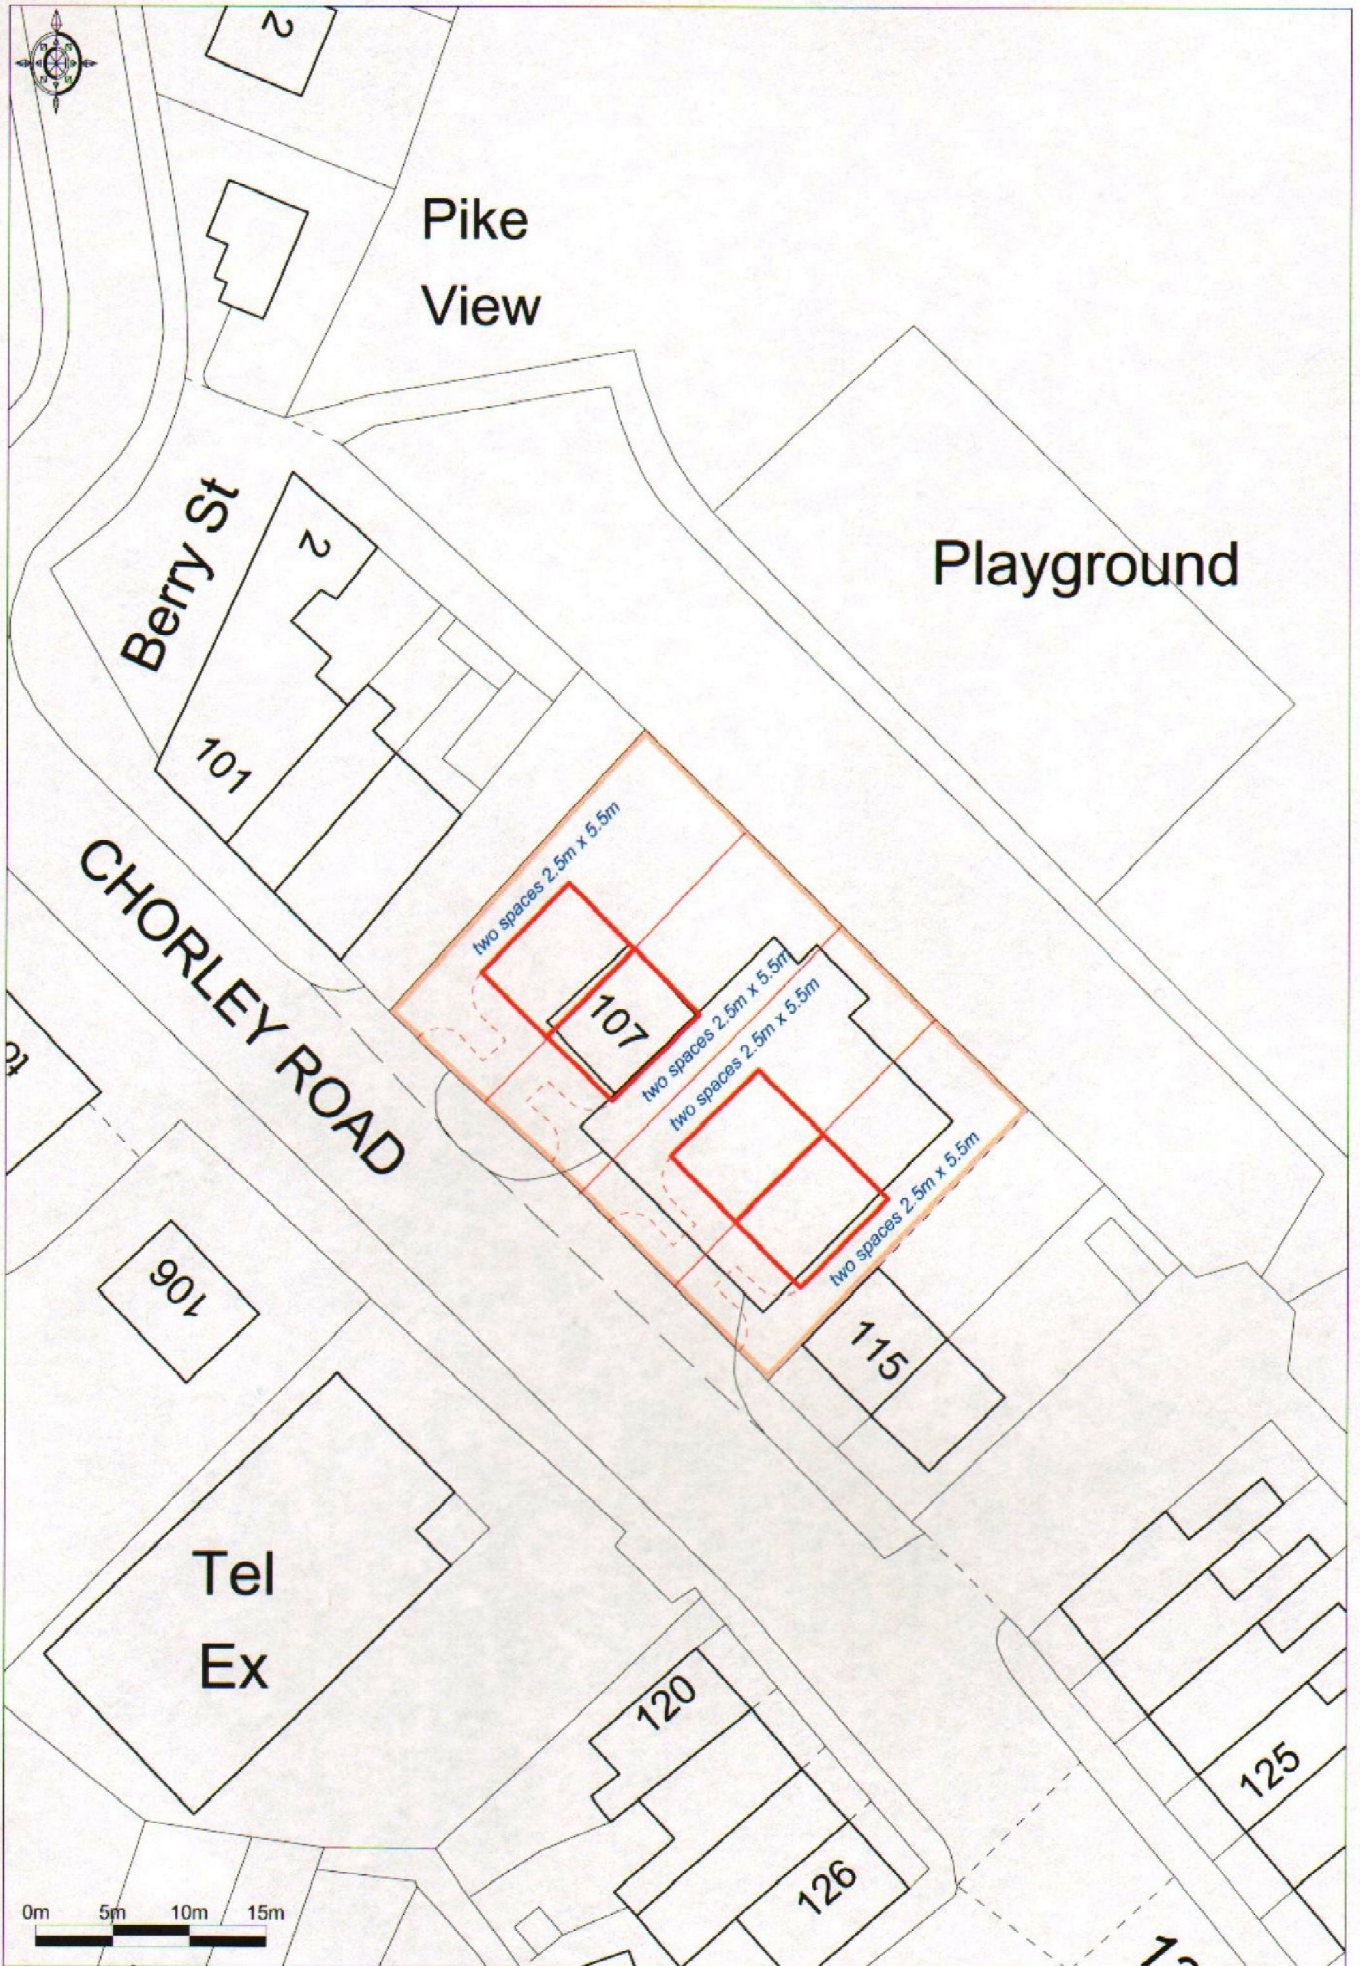 2
Pike
View
Playground
Berry St
2
101
CHORLEY ROAD
two spaces 2.5m x 5.5m
107
two spaces 2.5m x 5.5m
two spaces 2.5m x 5.5m
two spaces 2.5m x 5.5m
106
115
Tel
Ex
120
125
126
0m 5m 10m 15m